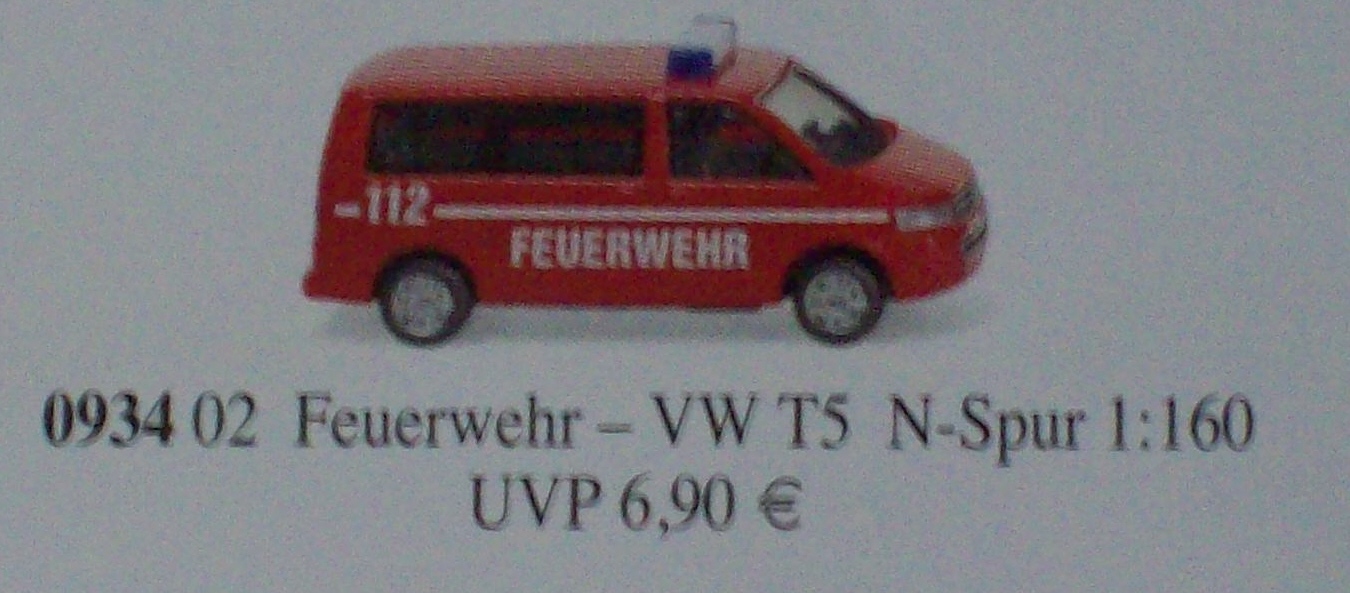 112
FEUERWEHR
0934 02 Feuerwehr – VW T5 N-Spur 1:160
UVP 6,90 €